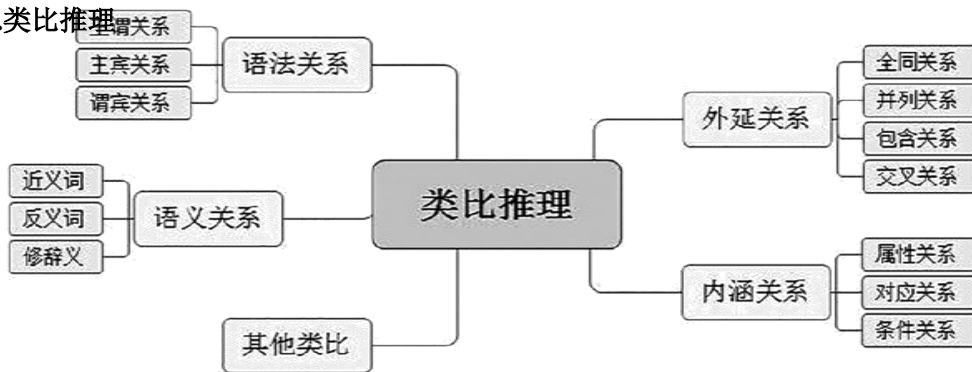 类比推理
主谓关系
主宾关系
谓宾关系
语法关系
近义词
反义词
修辞义
语义关系
其他类比
类比推理
外延关系
全同关系
并列关系
包含关系
交叉关系
内涵关系
属性关系
对应关系
条件关系